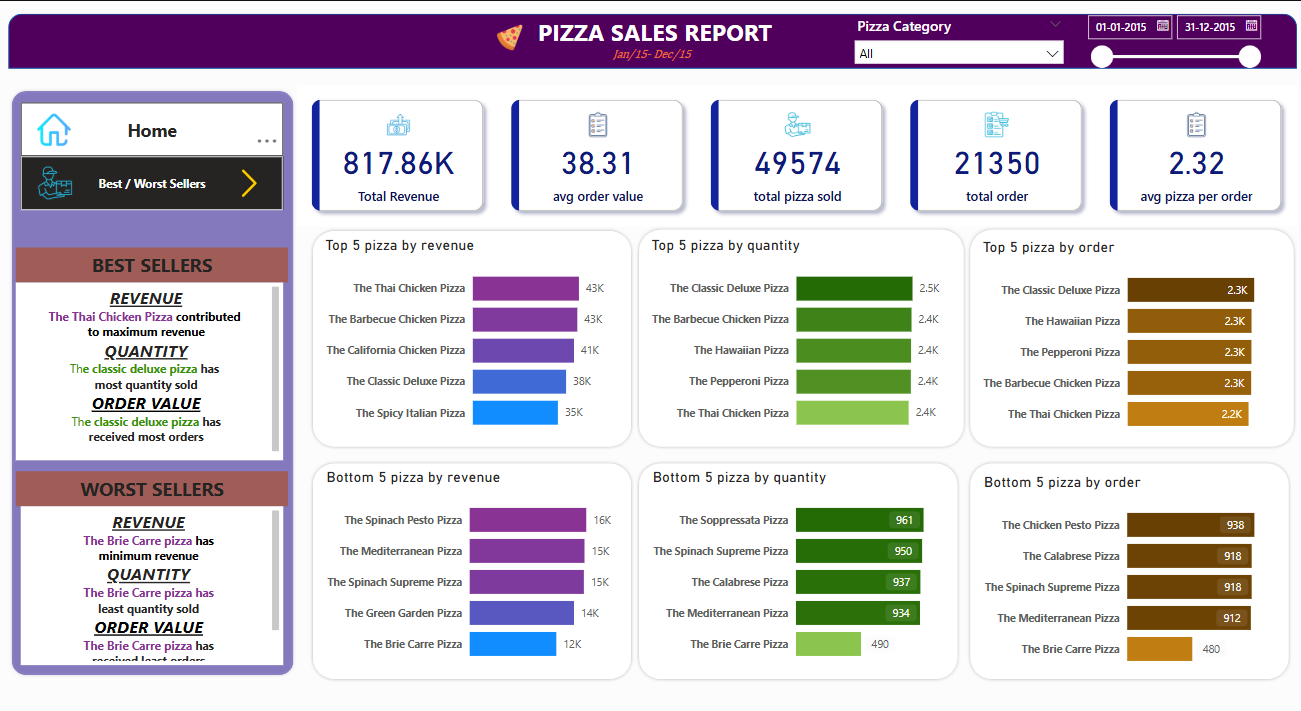 PIZZA SALES REPORT
Jan/15- Dec/15
Pizza Category
All
01-01-2015
31-12-2015
Home
...
Best / Worst Sellers
BEST SELLERS
REVENUE
The Thai Chicken Pizza contributed
to maximum revenue
QUANTITY
The classic deluxe pizza has
most quantity sold
ORDER VALUE
The classic deluxe pizza has
received most orders
WORST SELLERS
REVENUE
The Brie Carre pizza has
minimum revenue
QUANTITY
The Brie Carre pizza has
least quantity sold
ORDER VALUE
The Brie Carre pizza has
received least orders
817.86K
Total Revenue
38.31
avg order value
49574
total pizza sold
21350
total order
2.32
avg pizza per order
Top 5 pizza by revenue
The Thai Chicken Pizza 43K
The Barbecue Chicken Pizza 43K
The California Chicken Pizza 41K
The Classic Deluxe Pizza 38K
The Spicy Italian Pizza 35K
Top 5 pizza by quantity
The Classic Deluxe Pizza 2.5K
The Barbecue Chicken Pizza 2.4K
The Hawaiian Pizza 2.4K
The Pepperoni Pizza 2.4K
The Thai Chicken Pizza 2.4K
Top 5 pizza by order
The Classic Deluxe Pizza 2.3K
The Hawaiian Pizza 2.3K
The Pepperoni Pizza 2.3K
The Barbecue Chicken Pizza 2.3K
The Thai Chicken Pizza 2.2K
Bottom 5 pizza by revenue
The Spinach Pesto Pizza 16K
The Mediterranean Pizza 15K
The Spinach Supreme Pizza 15K
The Green Garden Pizza 14K
The Brie Carre Pizza 12K
Bottom 5 pizza by quantity
The Soppressata Pizza 961
The Spinach Supreme Pizza 950
The Calabrese Pizza 937
The Mediterranean Pizza 934
The Brie Carre Pizza 490
Bottom 5 pizza by order
The Chicken Pesto Pizza 938
The Calabrese Pizza 918
The Spinach Supreme Pizza 918
The Mediterranean Pizza 912
The Brie Carre Pizza 480